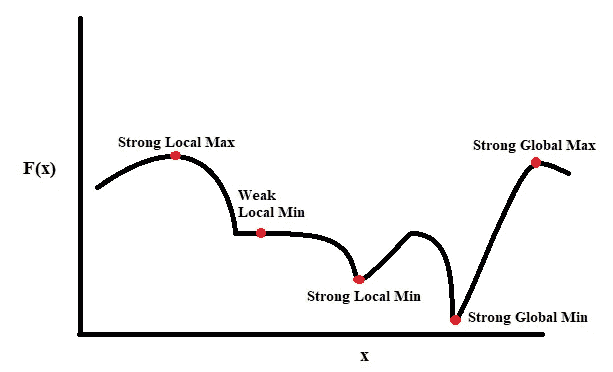 Strong Local Max
Strong Global Max
F(x)
Weak
Local Min
Strong Local Min
Strong Global Min
x